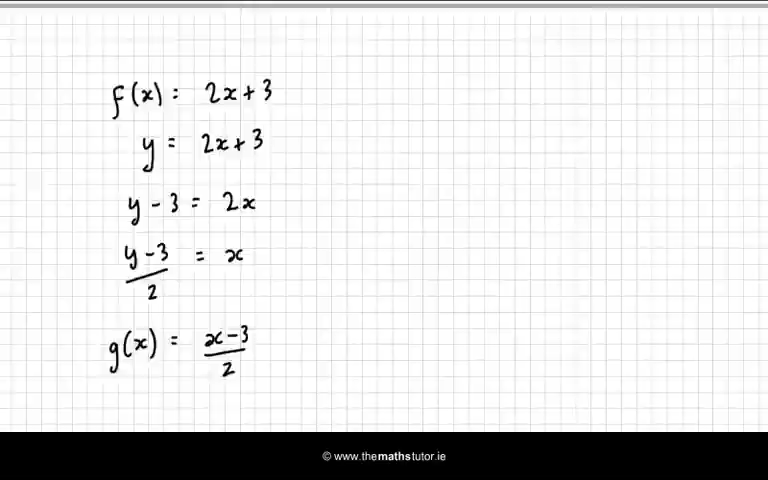 f(x) = 2x + 3
y = 2x + 3
y - 3 = 2x
y - 3 / 2 = x
g(x) = x - 3 / 2
© www.themathstutor.ie